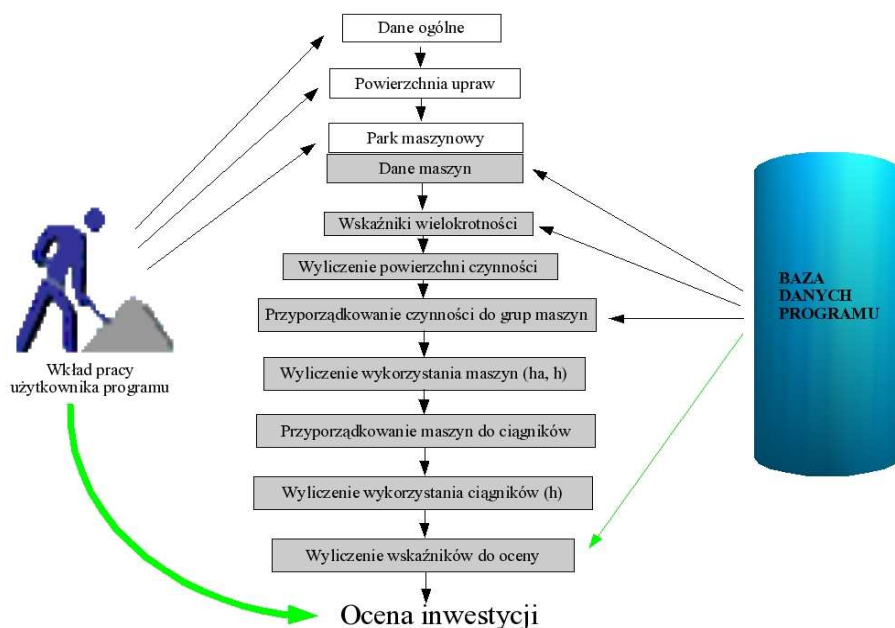 Dane ogólne
Powierzchnia upraw
Park maszynowy
Dane maszyn
Wskaźniki wielokrotności
Wyliczenie powierzchni czynności
Przyporządkowanie czynności do grup maszyn
Wyliczenie wykorzystania maszyn (ha, h)
Przyporządkowanie maszyn do ciągników
Wyliczenie wykorzystania ciągników (h)
Wyliczenie wskaźników do oceny
Ocena inwestycji
Wkład pracy
użytkownika programu
BAZA
DANYCH
PROGRAMU